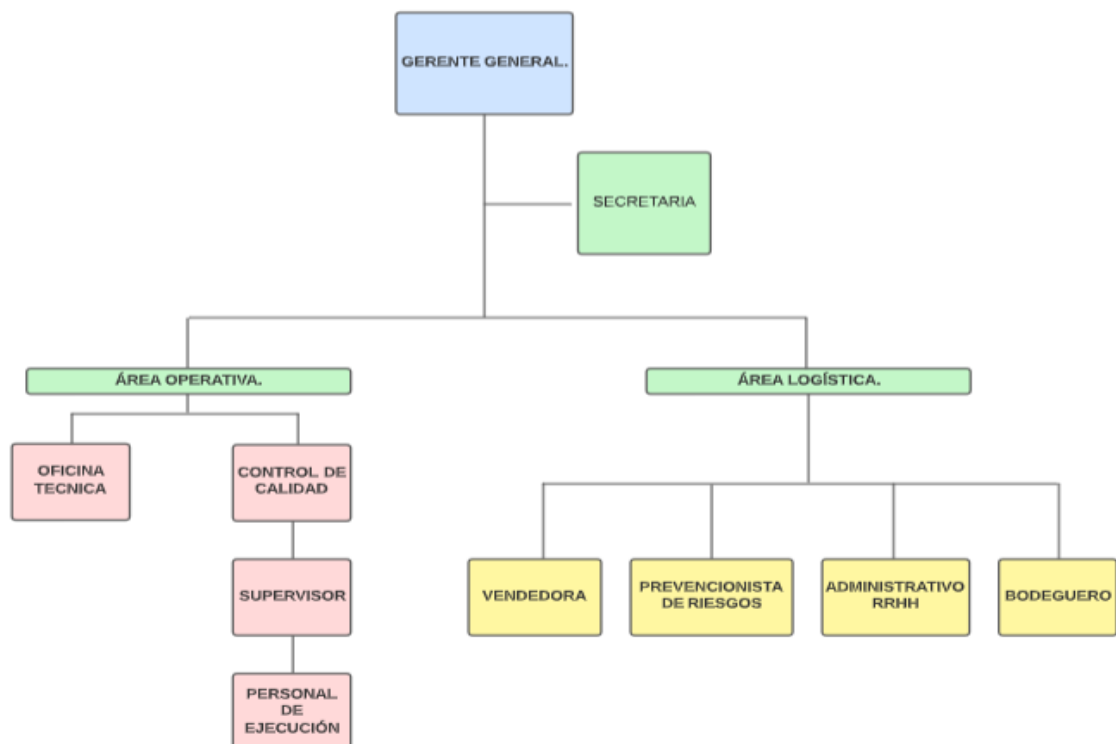 GERENTE GENERAL.
SECRETARIA
ÁREA OPERATIVA.
ÁREA LOGÍSTICA.
OFICINA
TECNICA
CONTROL DE
CALIDAD
SUPERVISOR
PERSONAL
DE
EJECUCIÓN
VENDEDORA
PREVENCIONISTA
DE RIESGOS
ADMINISTRATIVO
RRHH
BODEGUERO